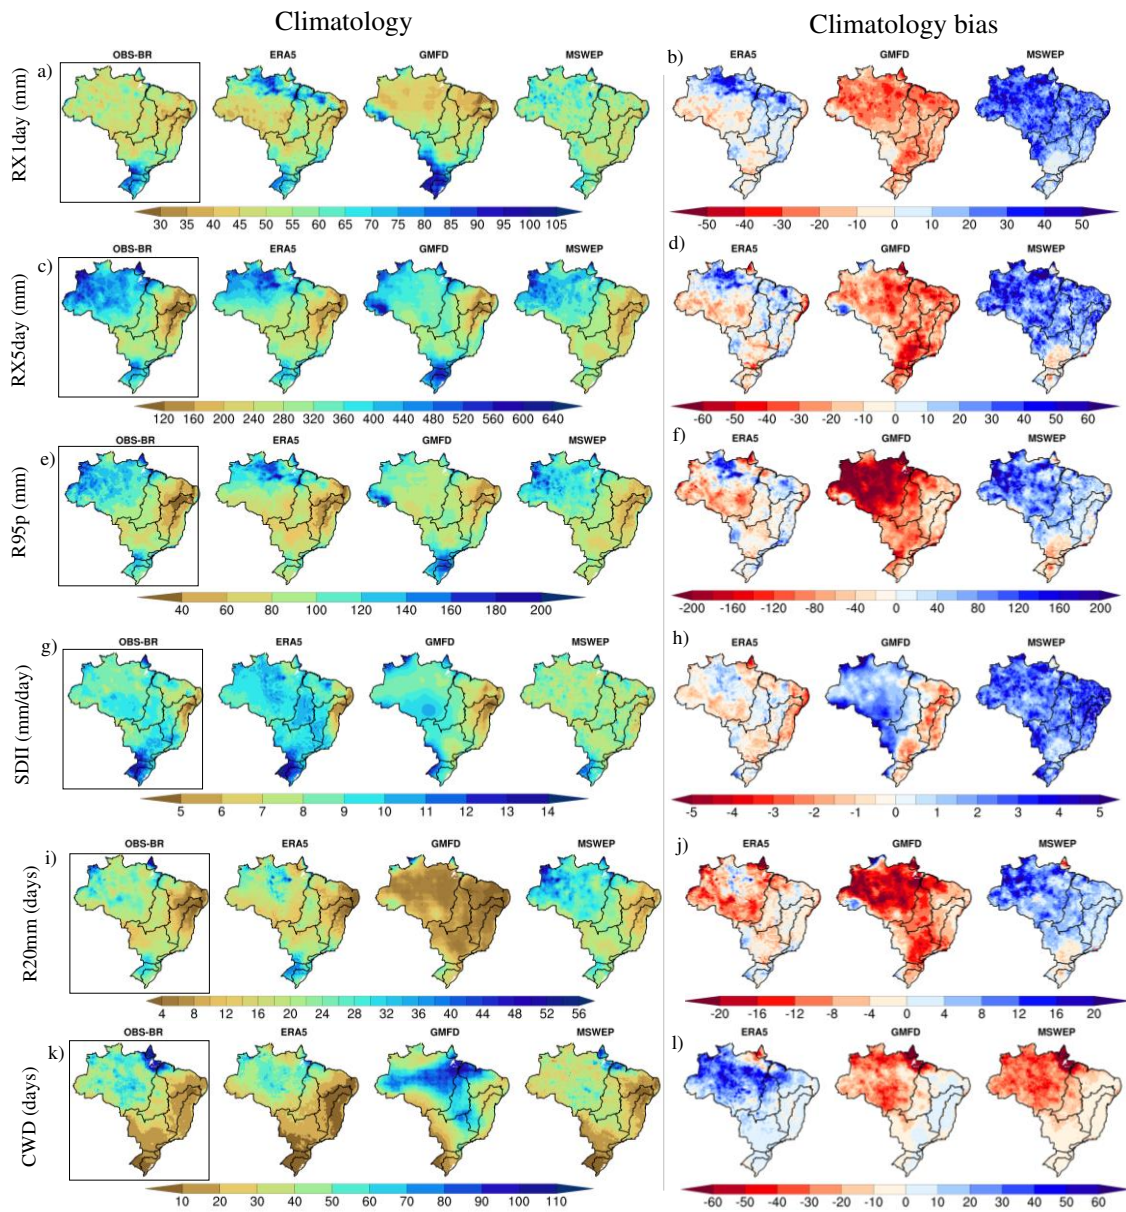 Climatology
Climatology bias
OBS-BR ERA5 GMFD MSWEP
a)
RX1day (mm)
30 35 40 45 55 60 65 70 75 80 85 95 100 105
b) ERA5 GMFD MSWEP
-50 -40 -30 -20 -10 0 10 20 30 40 50
OBS-BR ERA5 GMFD MSWEP
c)
RX5day (mm)
120 160 200 240 280 320 360 400 440 480 520 560 600 640
d) ERA5 GMFD MSWEP
-60 -50 -40 -30 -20 -10 0 10 20 30 40 50 60
OBS-BR ERA5 GMFD MSWEP
e)
R95p (mm)
40 60 80 100 120 140 160 180 200
f) ERA5 GMFD MSWEP
-200 -160 -120 -80 -40 0 40 80 120 160 200
OBS-BR ERA5 GMFD MSWEP
g)
SDII (mm/day)
5 6 7 8 9 10 11 12 13 14
h) ERA5 GMFD MSWEP
-5 -4 -3 -2 -1 0 1 2 3 4 5
OBS-BR ERA5 GMFD MSWEP
i)
R20mm (days)
4 8 12 16 20 24 28 32 36 40 44 48 52 56
j) ERA5 GMFD MSWEP
-20 -16 -12 -8 -4 0 4 8 12 16 20
OBS-BR ERA5 GMFD MSWEP
k)
CWD (days)
10 20 30 40 50 60 70 80 90 100 110
l) ERA5 GMFD MSWEP
-60 -50 -40 -30 -20 -10 0 10 20 30 40 50 60